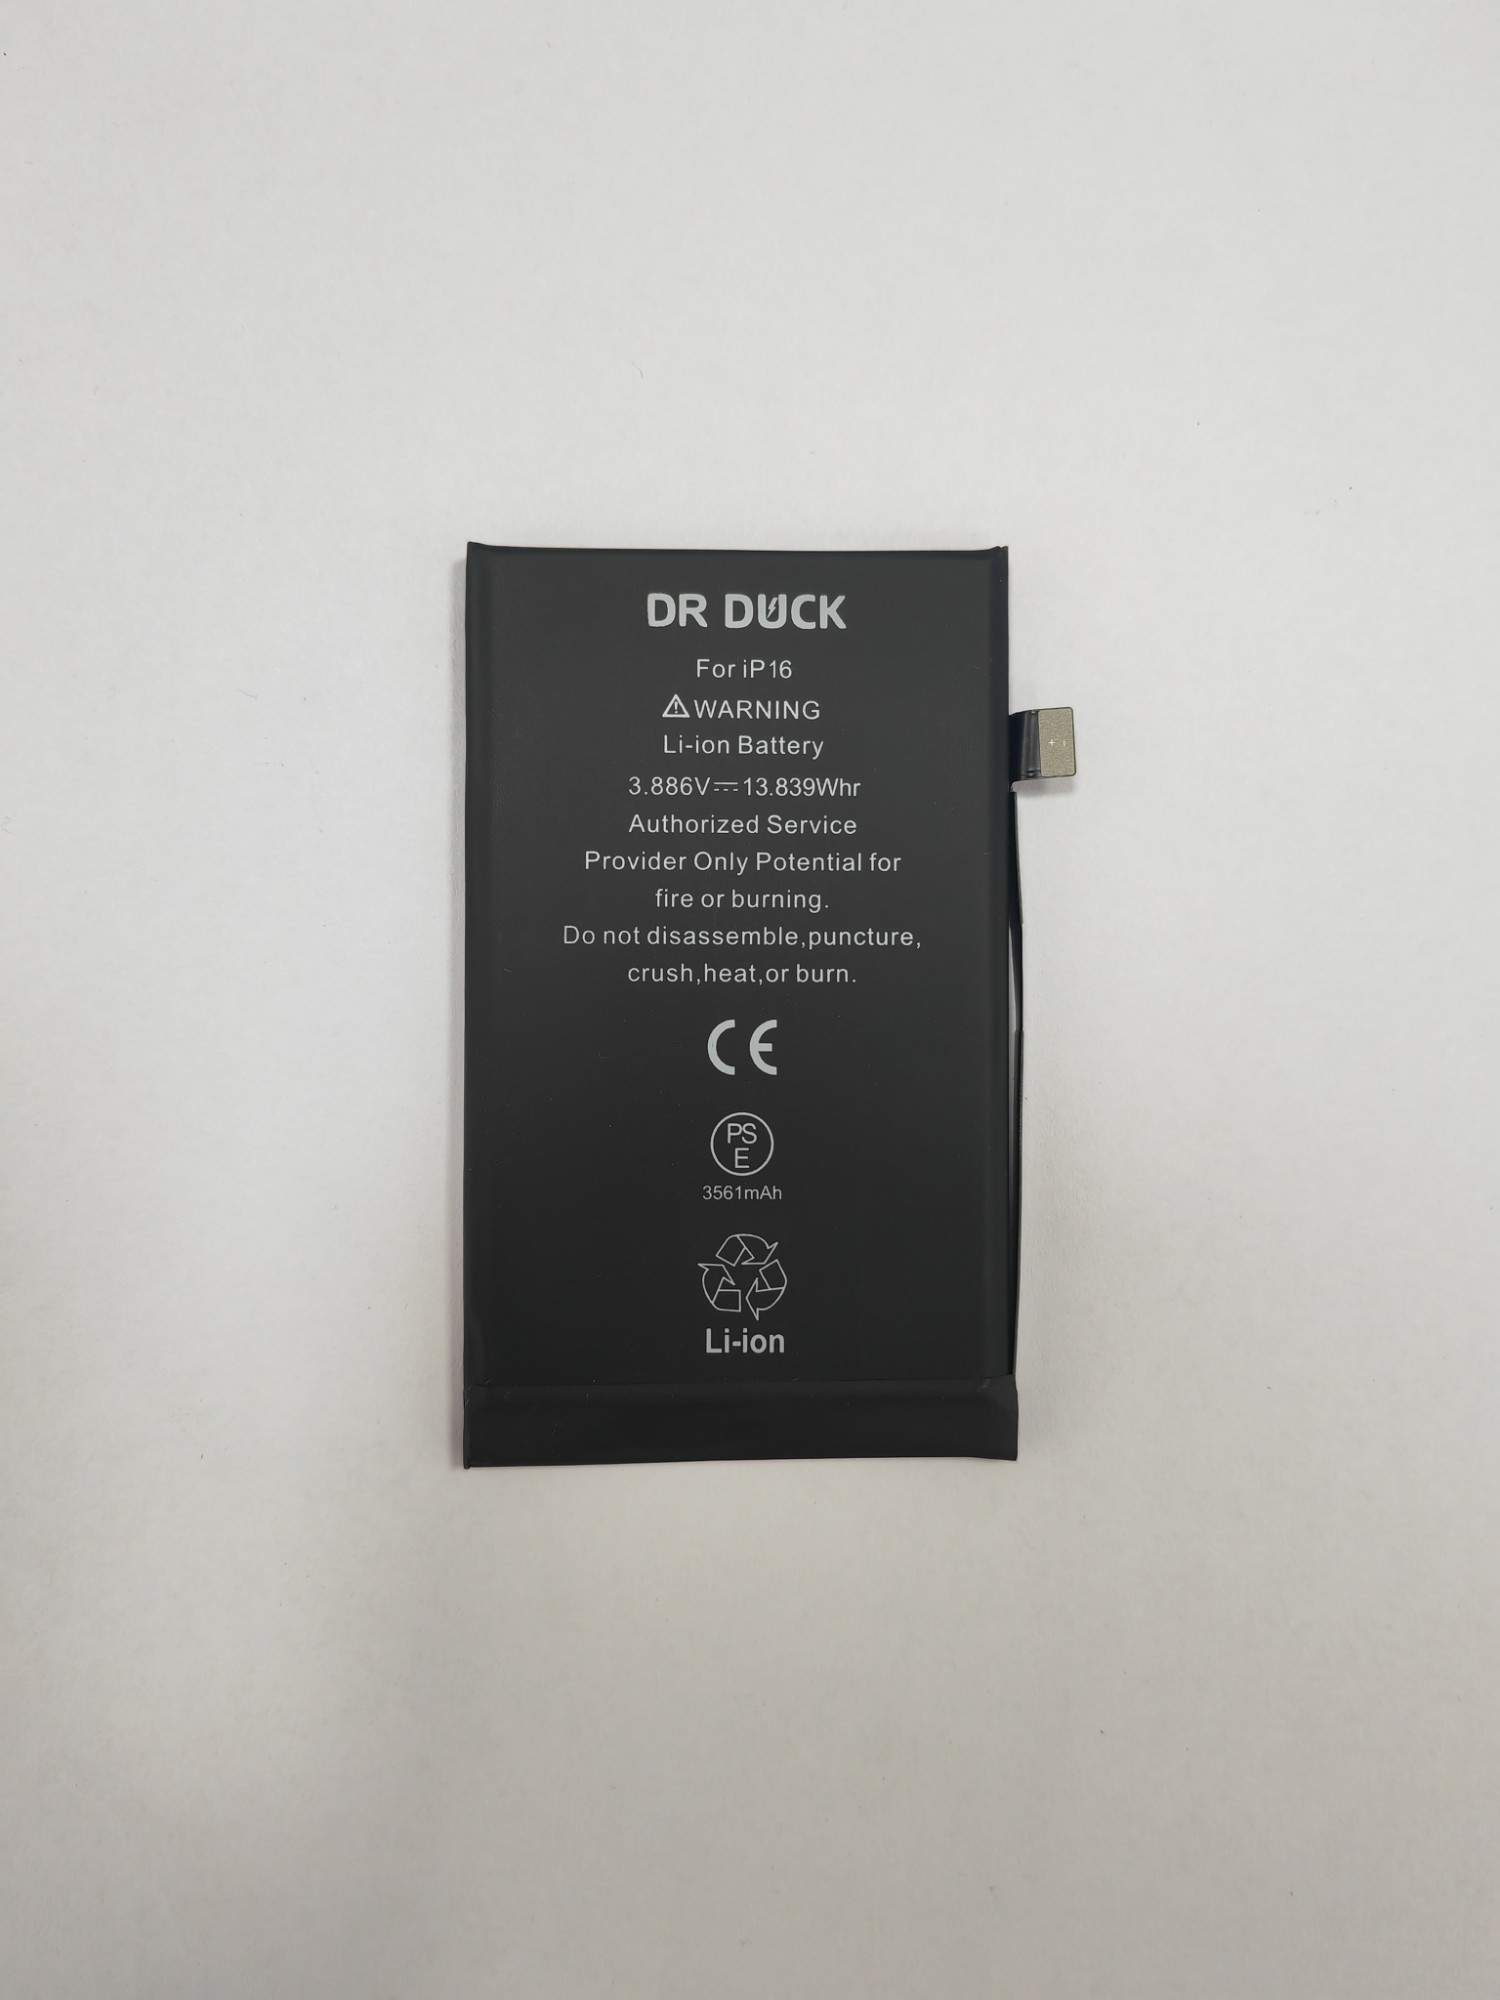 DR DUCK
For iP16
⚠WARNING
Li-ion Battery
3.886V⎓13.839Whr
Authorized Service
Provider Only Potential for
fire or burning.
Do not disassemble,puncture,
crush,heat,or burn.
CE
PS
E
3561mAh
Li-ion